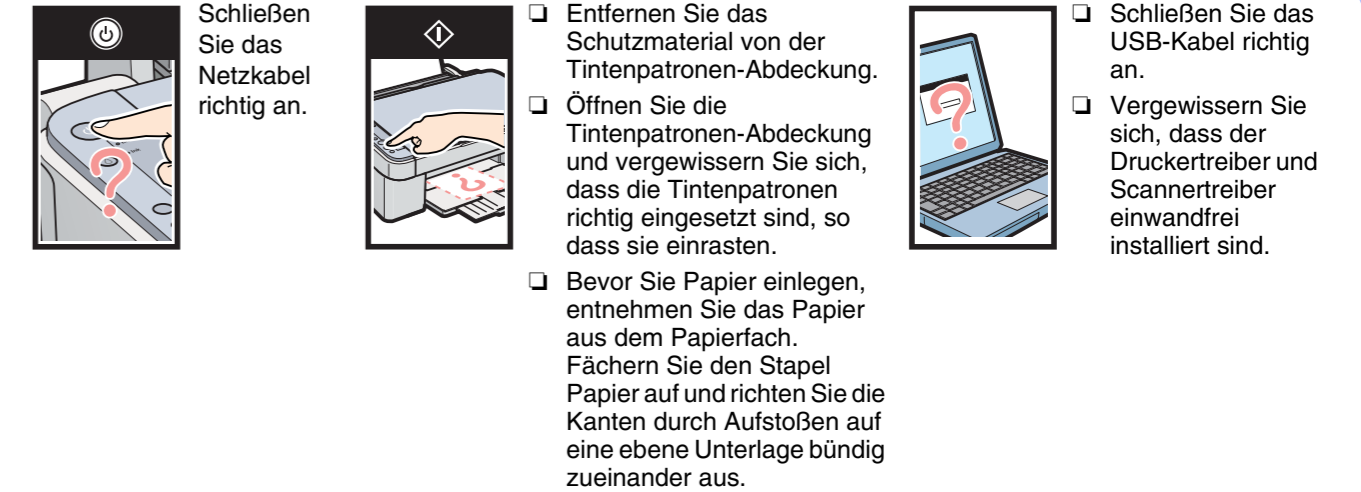 Schließen
Sie das
Netzkabel
richtig an.
❏ Entfernen Sie das
Schutzmaterial von der
Tintenpatronen-Abdeckung.
❏ Öffnen Sie die
Tintenpatronen-Abdeckung
und vergewissern Sie sich,
dass die Tintenpatronen
richtig eingesetzt sind, so
dass sie einrasten.
❏ Bevor Sie Papier einlegen,
entnehmen Sie das Papier
aus dem Papierfach.
Fächern Sie den Stapel
Papier auf und richten Sie die
Kanten durch Aufstoßen auf
eine ebene Unterlage bündig
zueinander aus.
❏ Schließen Sie das
USB-Kabel richtig
an.
❏ Vergewissern Sie
sich, dass der
Druckertreiber und
Scannertreiber
einwandfrei
installiert sind.